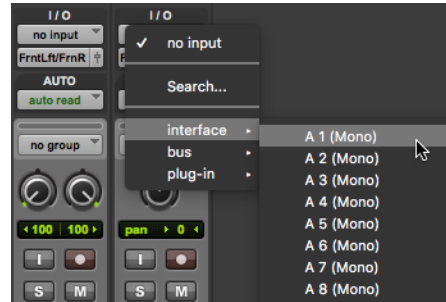 I / O
I / O
no input
FrntLft/FrnR
F
AUTO
auto read
no group
◂100 100▸
pan ▸ 0 ◂
I
I
S M
S M
✓ no input
Search...
interface
bus
plug-in
A 1 (Mono)
A 2 (Mono)
A 3 (Mono)
A 4 (Mono)
A 5 (Mono)
A 6 (Mono)
A 7 (Mono)
A 8 (Mono)